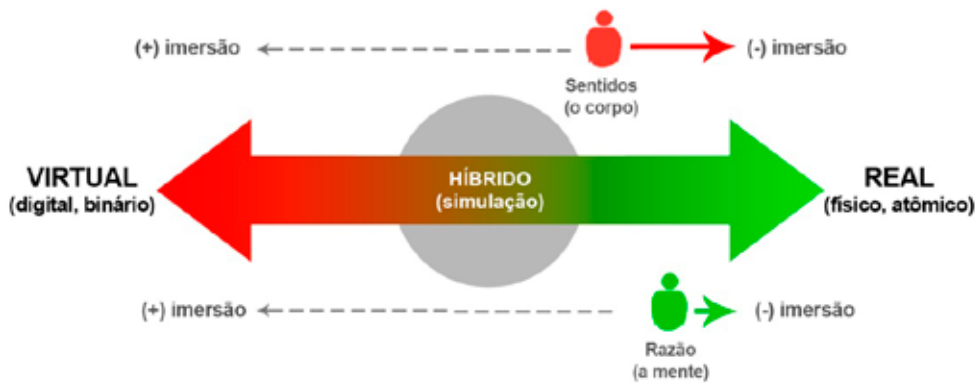 (+) imersão
(-) imersão
Sentidos
(o corpo)
VIRTUAL
(digital, binário)
HÍBRIDO
(simulação)
REAL
(físico, atômico)
(+) imersão
(-) imersão
Razão
(a mente)